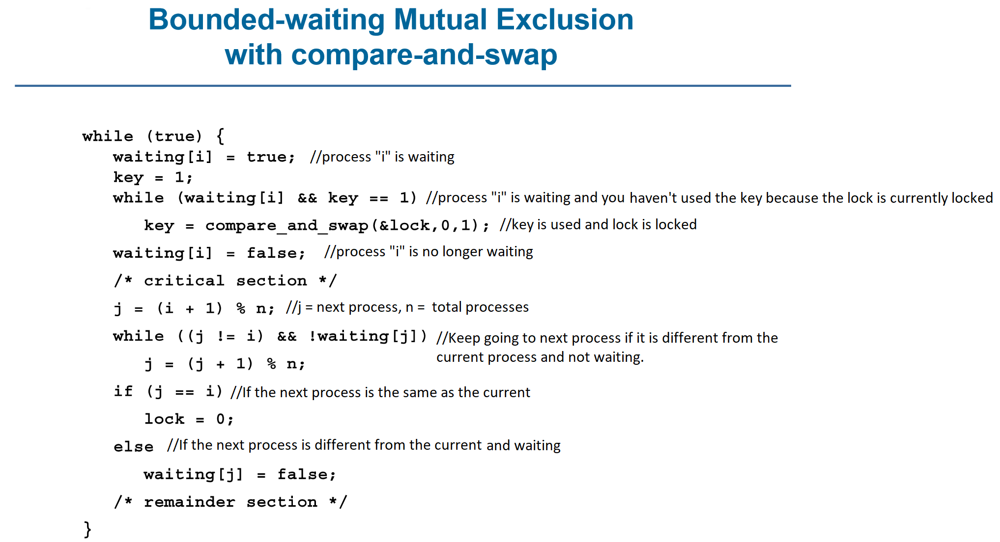 Bounded-waiting Mutual Exclusion
with compare-and-swap
while (true) {
waiting[i] = true; //process "i" is waiting
key = 1;
while (waiting[i] && key == 1) //process "i" is waiting and you haven't used the key because the lock is currently locked
key = compare_and_swap(&lock,0,1); //key is used and lock is locked
waiting[i] = false; //process "i" is no longer waiting
/* critical section */
j = (i + 1) % n; //j = next process, n = total processes
while ((j != i) && !waiting[j]) //Keep going to next process if it is different from the
current process and not waiting.
j = (j + 1) % n;
if (j == i) //If the next process is the same as the current
lock = 0;
else //If the next process is different from the current and waiting
waiting[j] = false;
/* remainder section */
}